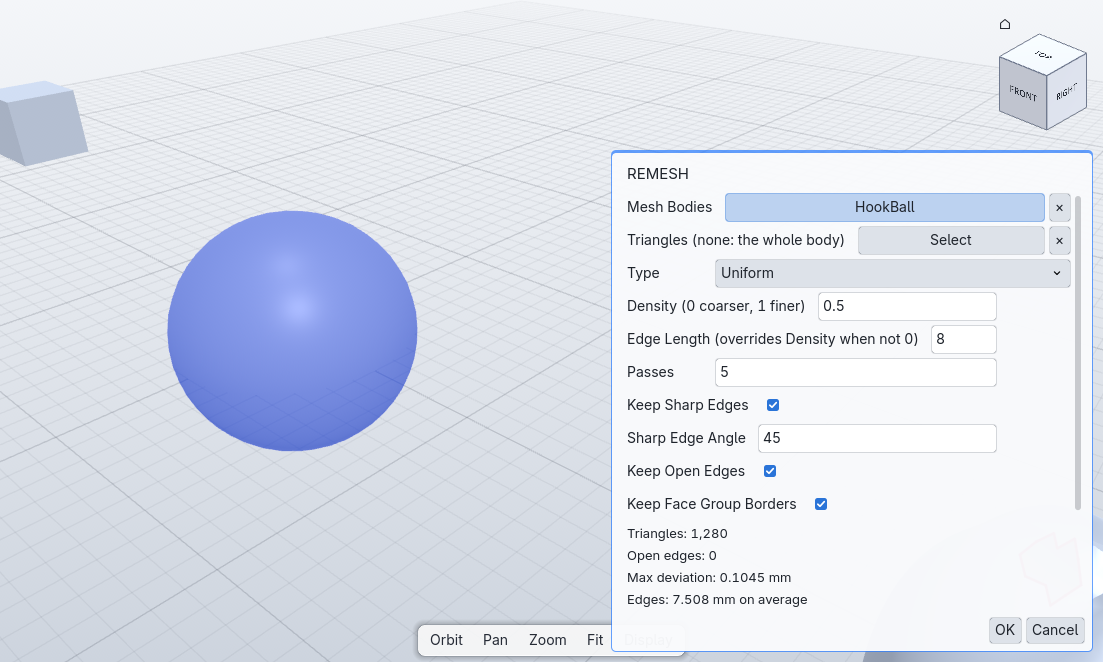 TOP
FRONT
RIGHT
REMESH
Mesh Bodies HookBall ×
Triangles (none: the whole body) Select ×
Type Uniform
Density (0 coarser, 1 finer) 0.5
Edge Length (overrides Density when not 0) 8
Passes 5
Keep Sharp Edges
Sharp Edge Angle 45
Keep Open Edges
Keep Face Group Borders
Triangles: 1,280
Open edges: 0
Max deviation: 0.1045 mm
Edges: 7.508 mm on average
OK Cancel
Orbit Pan Zoom Fit Display